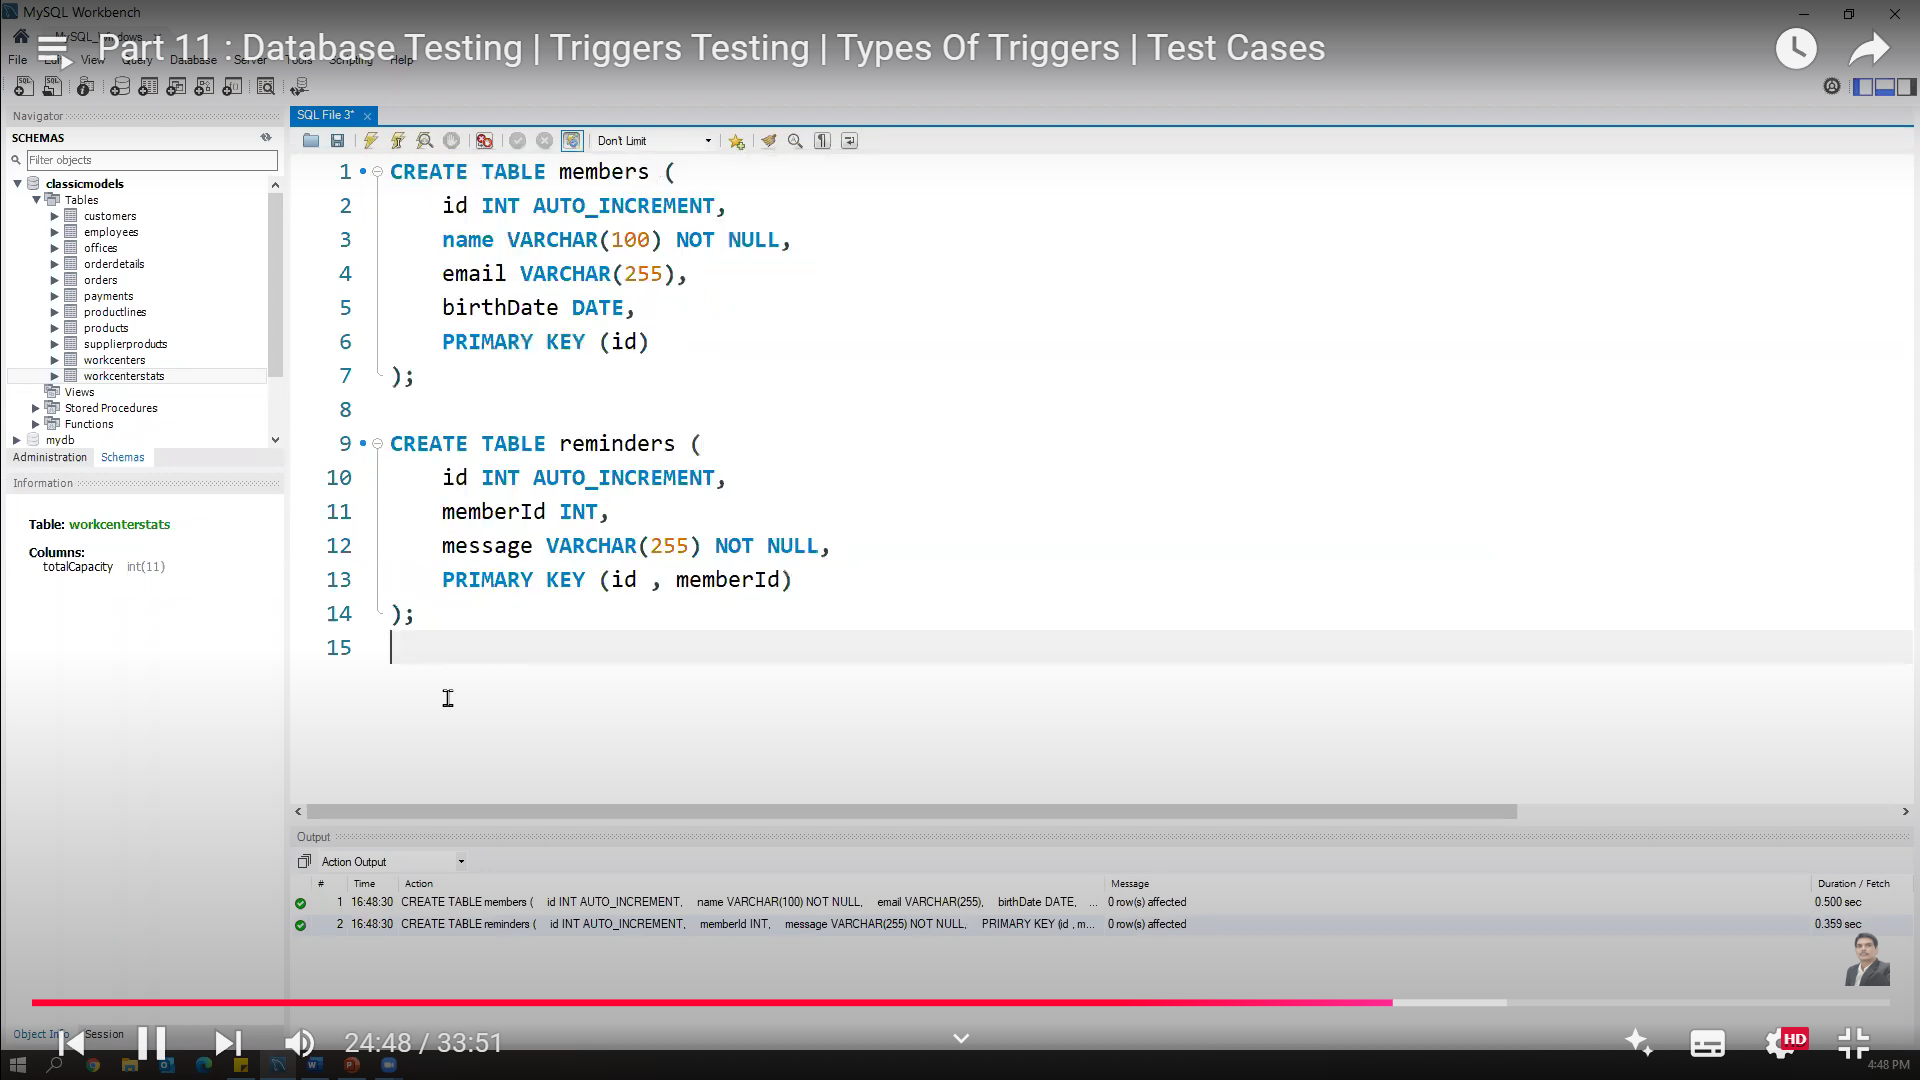 MySQL Workbench
Part 11 : Database Testing | Triggers Testing | Types Of Triggers | Test Cases
File View Query Database Server Tools Scripting Help
Navigator
SCHEMAS
Filter objects
classicmodels
Tables
customers
employees
offices
orderdetails
orders
payments
productlines
products
supplierproducts
workcenters
workcenterstats
Views
Stored Procedures
Functions
mydb
Administration Schemas
Information
Table: workcenterstats
Columns:
totalCapacity int(11)
Object Info Session
SQL File 3*
Don't Limit
1 CREATE TABLE members (
2 id INT AUTO_INCREMENT,
3 name VARCHAR(100) NOT NULL,
4 email VARCHAR(255),
5 birthDate DATE,
6 PRIMARY KEY (id)
7 );
8
9 CREATE TABLE reminders (
10 id INT AUTO_INCREMENT,
11 memberId INT,
12 message VARCHAR(255) NOT NULL,
13 PRIMARY KEY (id , memberId)
14 );
15
Output
Action Output
# Time Action Message Duration / Fetch
1 16:48:30 CREATE TABLE members ( id INT AUTO_INCREMENT, name VARCHAR(100) NOT NULL, email VARCHAR(255), birthDate DATE, ... 0 row(s) affected 0.500 sec
2 16:48:30 CREATE TABLE reminders ( id INT AUTO_INCREMENT, memberId INT, message VARCHAR(255) NOT NULL, PRIMARY KEY (id , m... 0 row(s) affected 0.359 sec
24:48 / 33:51
HD
4:48 PM